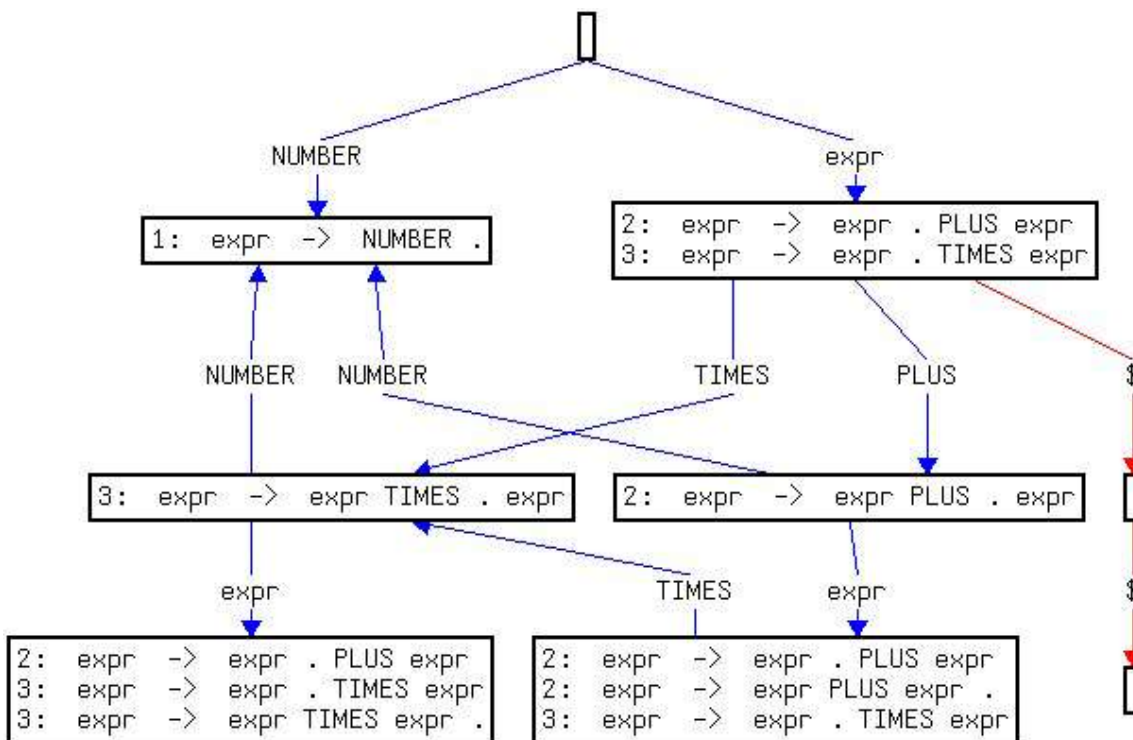 NUMBER expr
1: expr -> NUMBER .
2: expr -> expr . PLUS expr
3: expr -> expr . TIMES expr
NUMBER NUMBER TIMES PLUS $
3: expr -> expr TIMES . expr
2: expr -> expr PLUS . expr
expr TIMES expr $
2: expr -> expr . PLUS expr
3: expr -> expr . TIMES expr
3: expr -> expr TIMES expr .
2: expr -> expr . PLUS expr
2: expr -> expr PLUS expr .
3: expr -> expr . TIMES expr